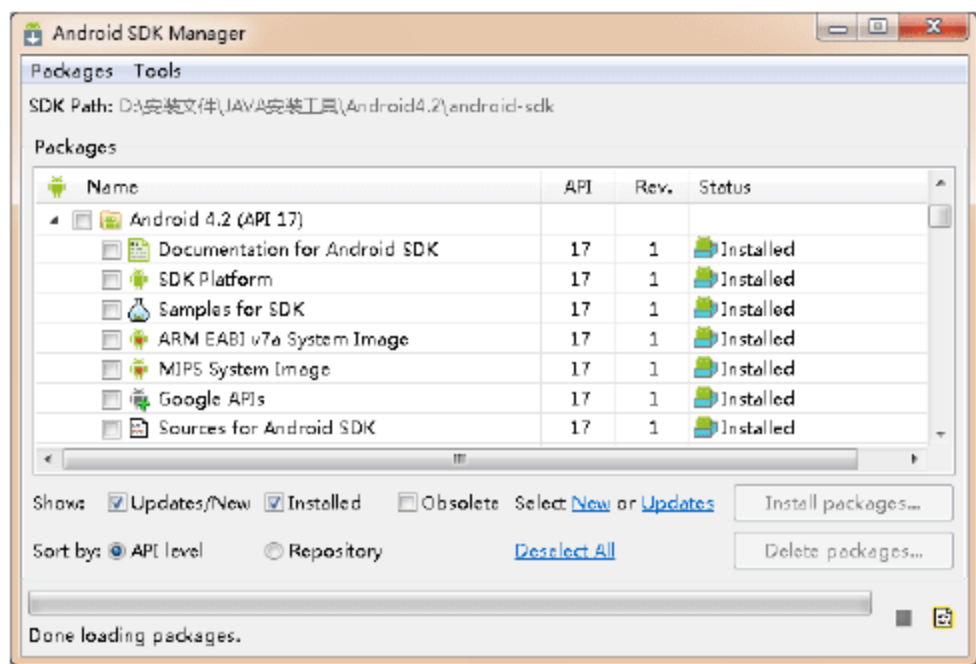 Android SDK Manager
Packages Tools
SDK Path: D:\安装文件\JAVA安装工具\Android4.2\android-sdk
Packages
Name API Rev. Status
Android 4.2 (API 17)
Documentation for Android SDK 17 1 Installed
SDK Platform 17 1 Installed
Samples for SDK 17 1 Installed
ARM EABI v7a System Image 17 1 Installed
MIPS System Image 17 1 Installed
Google APIs 17 1 Installed
Sources for Android SDK 17 1 Installed
Show: Updates/New Installed Obsolete Select New or Updates Install packages...
Sort by: API level Repository Deselect All Delete packages...
Done loading packages.